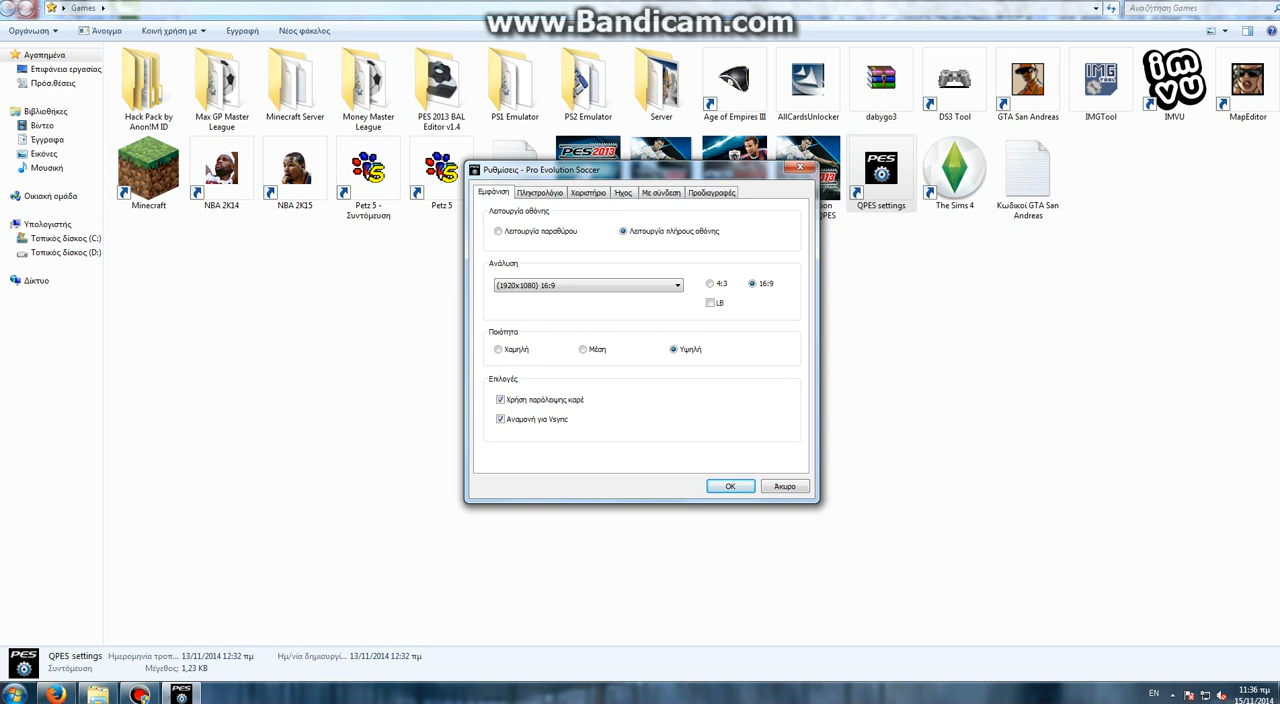 www.Bandicam.com
Games
Αναζήτηση Games
Οργάνωση
Άνοιγμα
Κοινή χρήση με
Εγγραφή
Νέος φάκελος
Αγαπημένα
Επιφάνεια εργασίας
Πρόσ.θέσεις
Βιβλιοθήκες
Βίντεο
Έγγραφα
Εικόνες
Μουσική
Οικιακή ομάδα
Υπολογιστής
Τοπικός δίσκος (C:)
Τοπικός δίσκος (D:)
Δίκτυο
Hack Pack by
Anon!M ID
Max GP Master
League
Minecraft Server
Money Master
League
PES 2013 BAL
Editor v1.4
PS1 Emulator
PS2 Emulator
Server
Age of Empires III
AllCardsUnlocker
dabygo3
DS3 Tool
GTA San Andreas
IMG
TOOL
IMGTool
imvu
IMVU
MapEditor
Minecraft
NBA 2K14
NBA 2K15
Petz 5 -
Συντόμευση
Petz 5
PES2013
PES
QPES settings
The Sims 4
Κωδικοί GTA San
Andreas
Ρυθμίσεις - Pro Evolution Soccer
Εμφάνιση
Πληκτρολόγιο
Χειριστήριο
Ήχος
Με σύνδεση
Προδιαγραφές
Λειτουργία οθόνης
Λειτουργία παραθύρου
Λειτουργία πλήρους οθόνης
Ανάλυση
(1920x1080) 16:9
4:3
16:9
LB
Ποιότητα
Χαμηλή
Μέση
Υψηλή
Επιλογές
Χρήση παράλειψης καρέ
Αναμονή για Vsync
OK
Άκυρο
PES
QPES settings
Ημερομηνία τροπ... 13/11/2014 12:32 πμ
Ημ/νία δημιουργί... 13/11/2014 12:32 πμ
Συντόμευση
Μέγεθος: 1,23 KB
PES
EN
11:36 πμ
15/11/2014